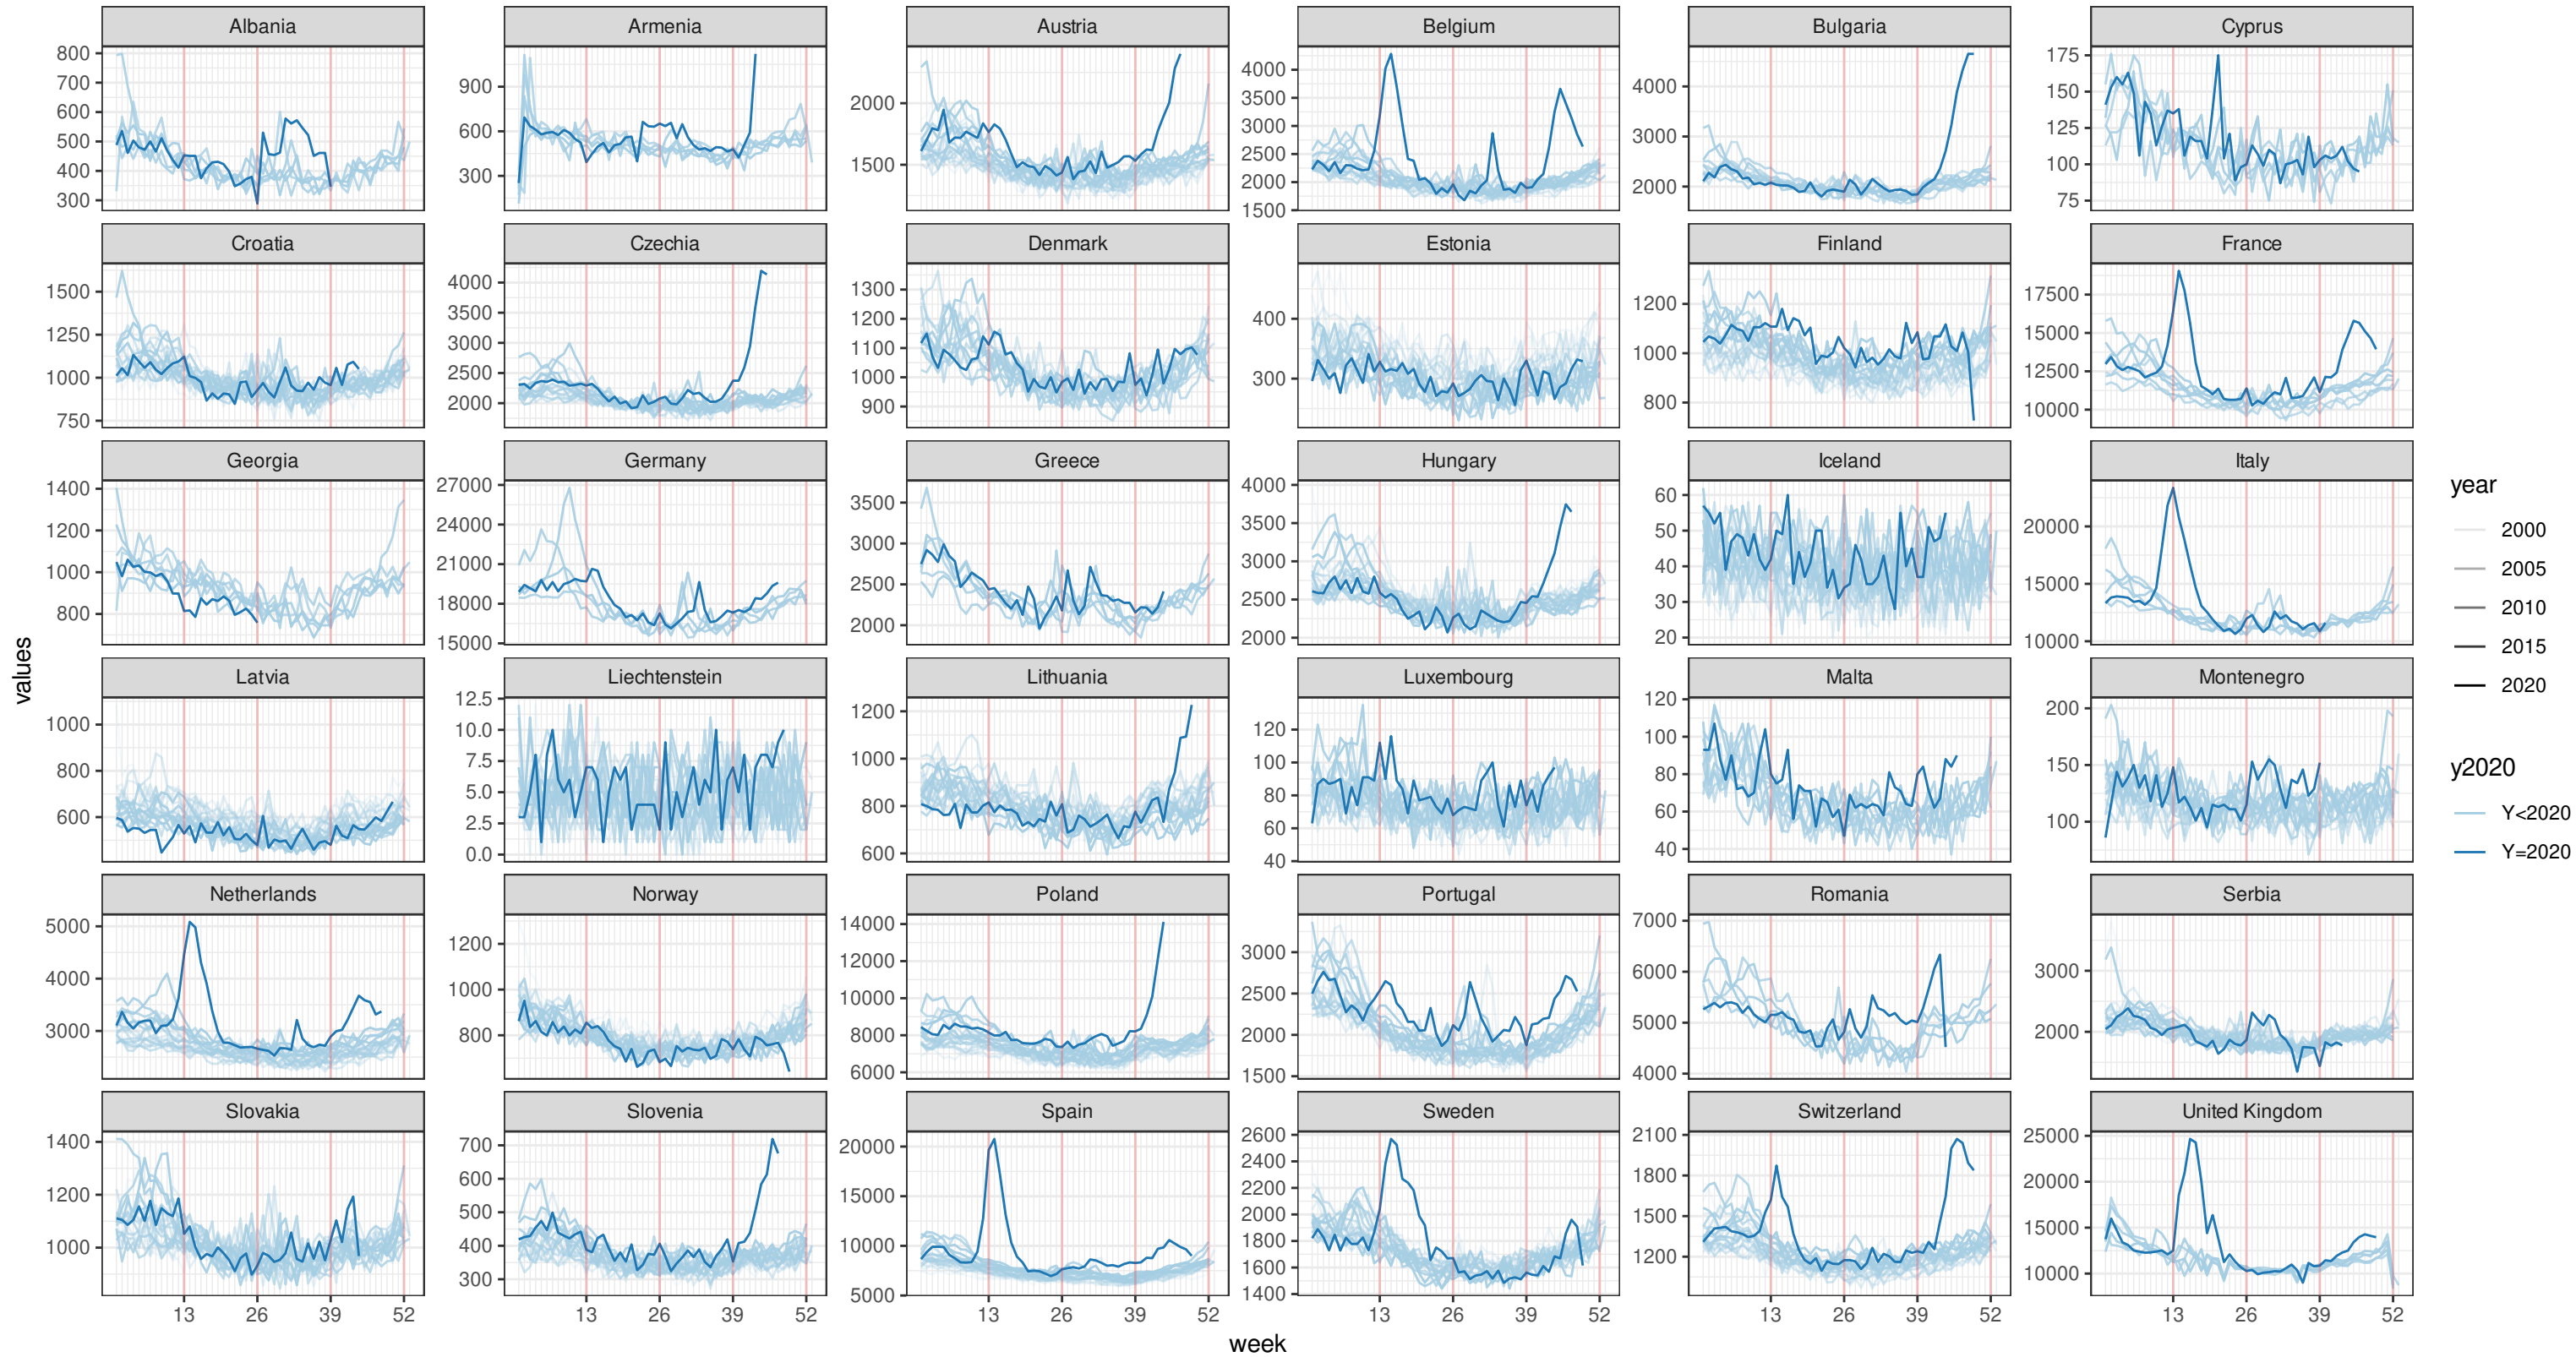 Albania Armenia Austria Belgium Bulgaria Cyprus
800 700 600 500 400 300
900 600 300
2000 1500
4000 3500 3000 2500 2000 1500
4000 3000 2000
175 150 125 100 75
Croatia Czechia Denmark Estonia Finland France
1500 1250 1000 750
4000 3500 3000 2500 2000
1300 1200 1100 1000 900
400 300
1200 1000 800
17500 15000 12500 10000
Georgia Germany Greece Hungary Iceland Italy
1400 1200 1000 800
27000 24000 21000 18000 15000
3500 3000 2500 2000
4000 3500 3000 2500 2000
60 50 40 30 20
20000 15000 10000
Latvia Liechtenstein Lithuania Luxembourg Malta Montenegro
1000 800 600
12.5 10.0 7.5 5.0 2.5 0.0
1200 1000 800 600
120 100 80 60 40
120 100 80 60 40
200 150 100
Netherlands Norway Poland Portugal Romania Serbia
5000 4000 3000
1200 1000 800
14000 12000 10000 8000 6000
3000 2500 2000 1500
7000 6000 5000 4000
3000 2000
Slovakia Slovenia Spain Sweden Switzerland United Kingdom
1400 1200 1000
700 600 500 400 300
20000 15000 10000 5000
2600 2400 2200 2000 1800 1600 1400
2100 1800 1500 1200
25000 20000 15000 10000
13 26 39 52 13 26 39 52 13 26 39 52 13 26 39 52 13 26 39 52 13 26 39 52
week
values
year
2000
2005
2010
2015
2020
y2020
Y<2020
Y=2020